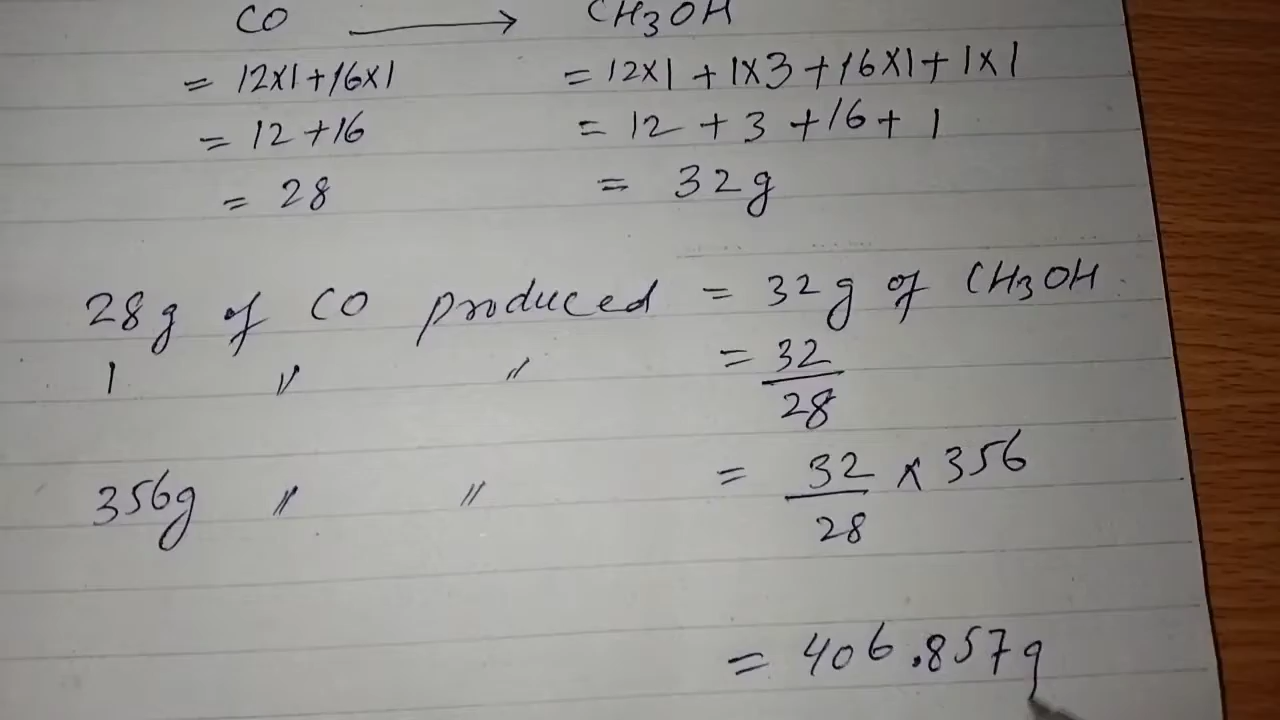 CO ⟶ CH3OH
= 12×1+16×1 = 12×1 + 1×3 + 16×1 + 1×1
= 12 + 16 = 12 + 3 + 16 + 1
= 28 = 32g
28g of CO produced = 32g of CH3OH.
1 〃 〃 = 32/28
356g 〃 〃 = 32/28 × 356
= 406.857g